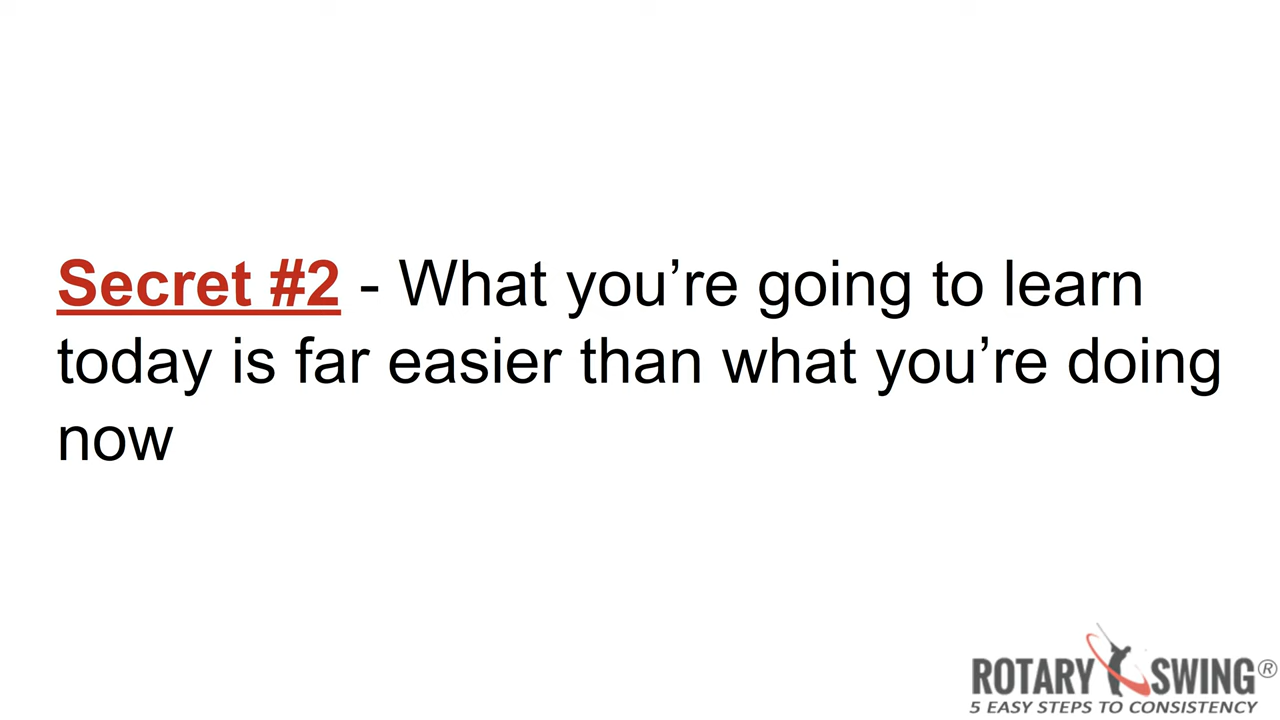 Secret #2 - What you’re going to learn
today is far easier than what you’re doing
now
ROTARY SWING®
5 EASY STEPS TO CONSISTENCY